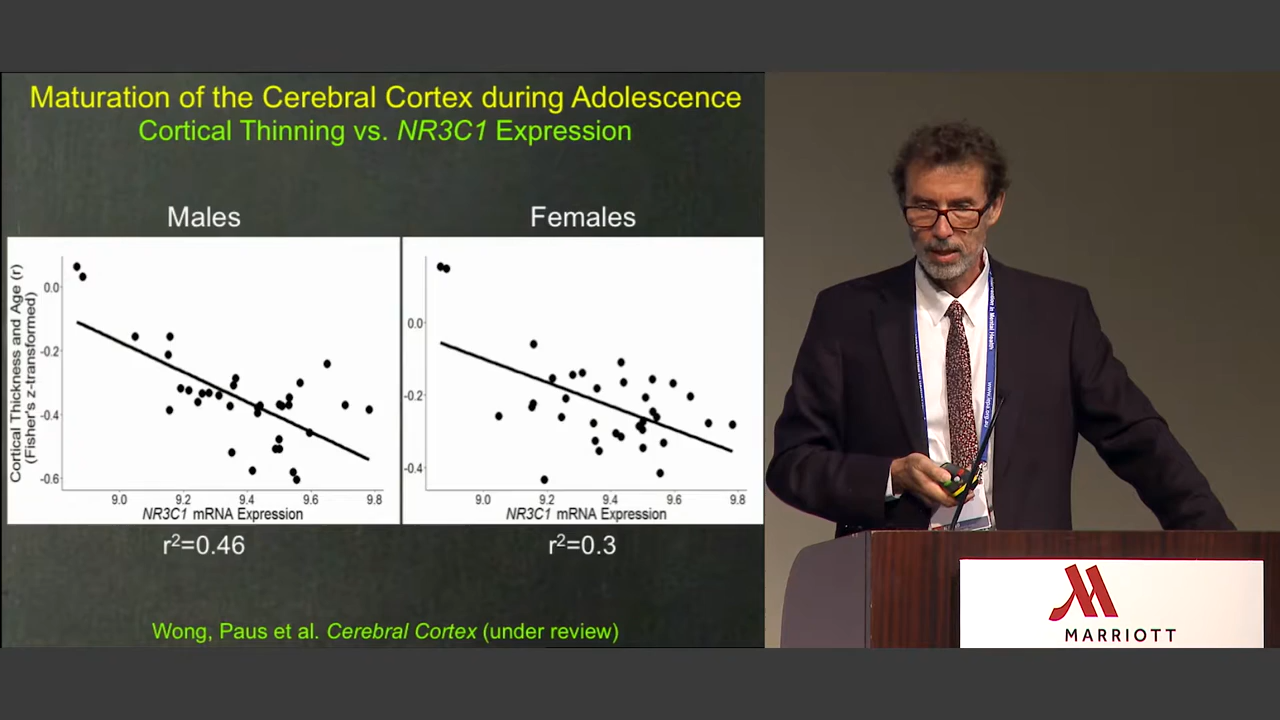 Maturation of the Cerebral Cortex during Adolescence
Cortical Thinning vs. NR3C1 Expression
Males
Females
Cortical Thickness and Age (r)
(Fisher's z-transformed)
0.0
-0.2
-0.4
-0.6
9.0 9.2 9.4 9.6 9.8
NR3C1 mRNA Expression
0.0
-0.2
-0.4
9.0 9.2 9.4 9.6 9.8
NR3C1 mRNA Expression
r²=0.46
r²=0.3
Wong, Paus et al. Cerebral Cortex (under review)
in Mental Health
MARRIOTT